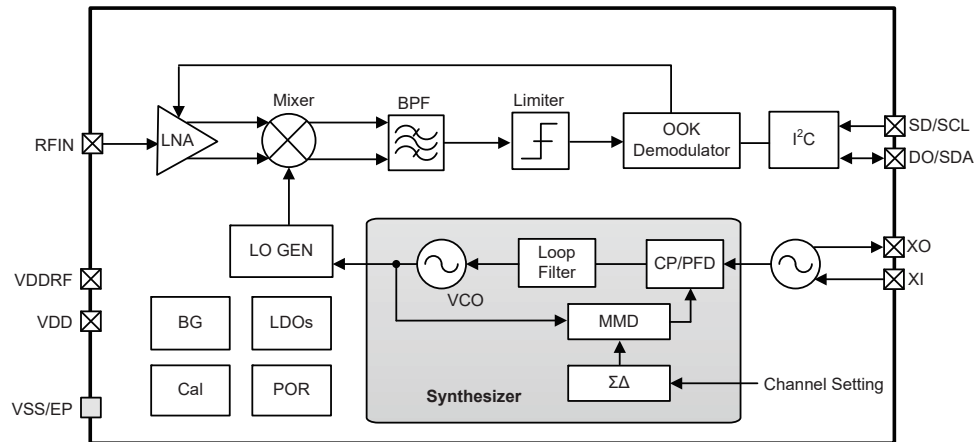 Mixer
BPF
Limiter
RFIN
LNA
OOK
Demodulator
I²C
SD/SCL
DO/SDA
LO GEN
Loop
Filter
CP/PFD
XO
XI
VCO
VDDRF
VDD
BG
LDOs
MMD
Cal
POR
ΣΔ
Channel Setting
Synthesizer
VSS/EP